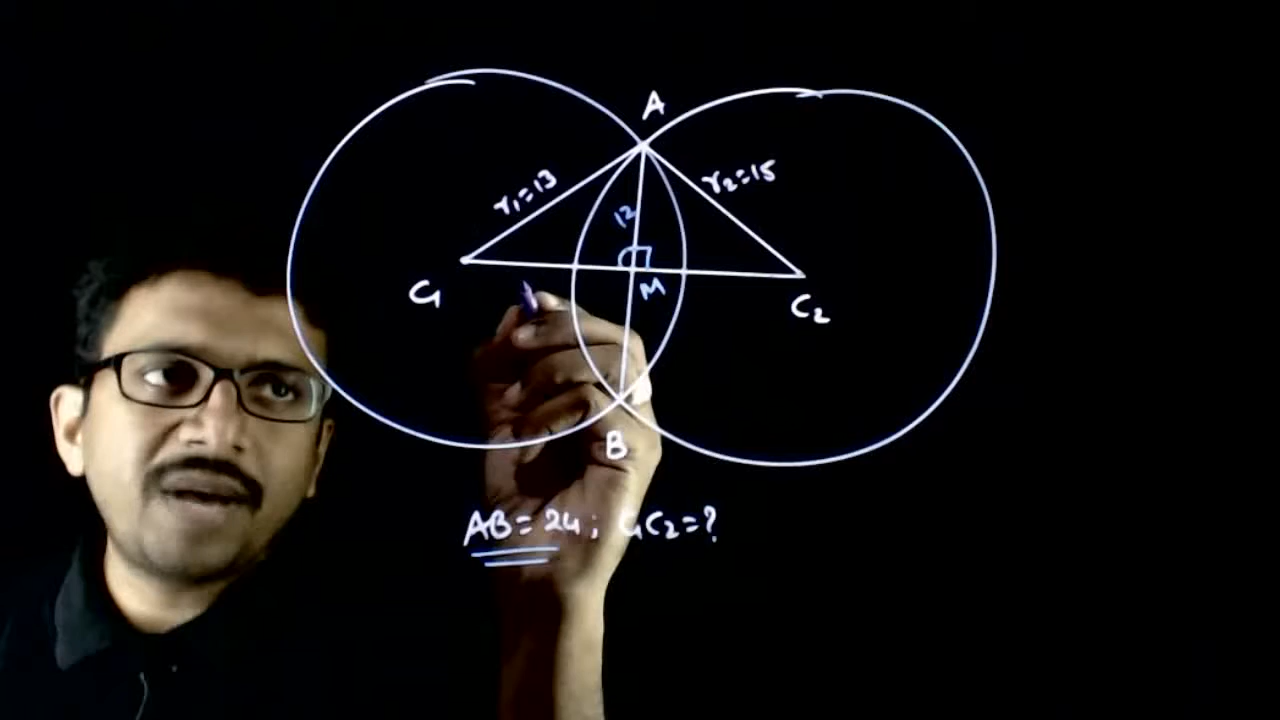 A
r₁=13
r₂=15
12
M
C₁
C₂
B
AB=24; C₁C₂=?